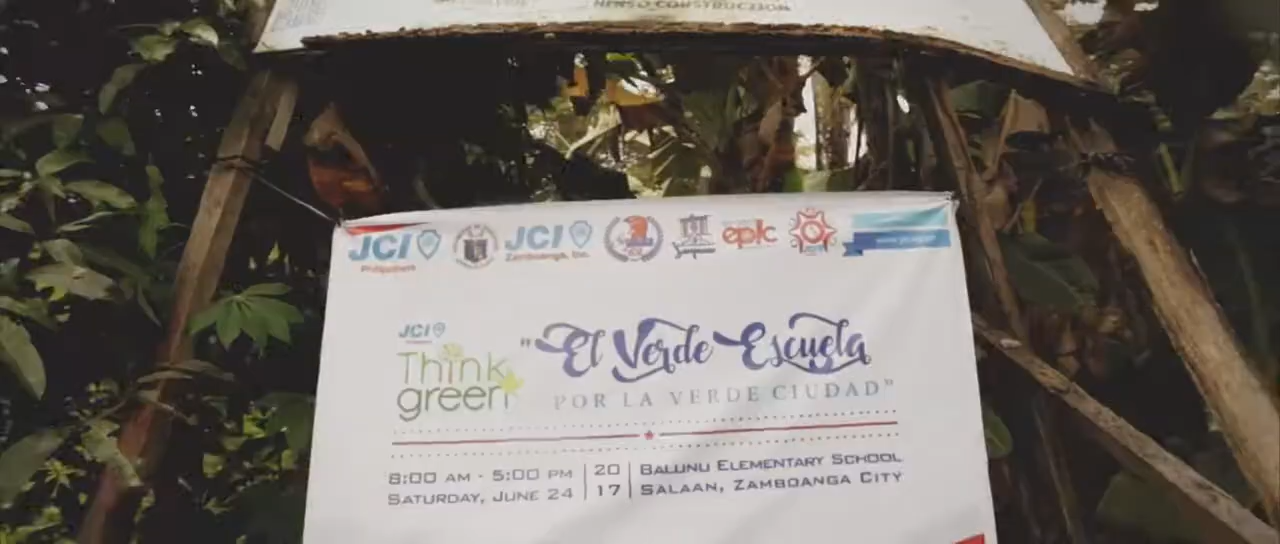 JCI
Philippines
JCI
Zamboanga, Inc.
epic
JCI
Think
green
"El Verde Escuela
POR LA VERDE CIUDAD"
8:00 AM - 5:00 PM
SATURDAY, JUNE 24
20
17
BALUNU ELEMENTARY SCHOOL
SALAAN, ZAMBOANGA CITY